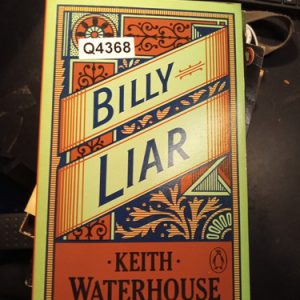 Q4368
BILLY
LIAR
·KEITH·
WATERHOUSE